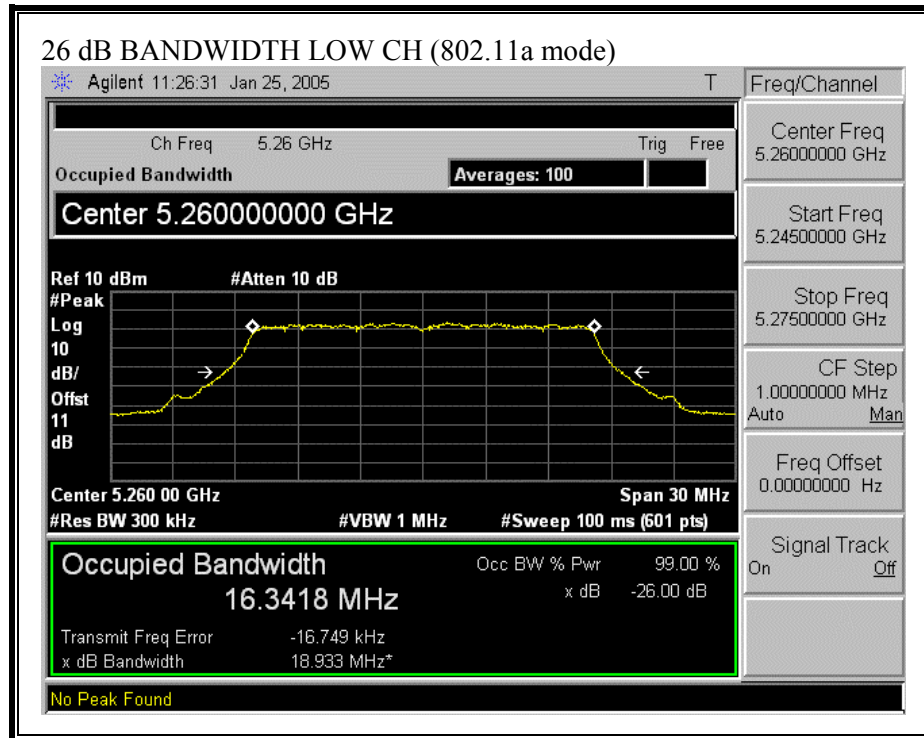 26 dB BANDWIDTH LOW CH (802.11a mode)
Agilent 11:26:31 Jan 25, 2005 T
Freq/Channel
Ch Freq 5.26 GHz Trig Free
Occupied Bandwidth Averages: 100
Center 5.260000000 GHz
Ref 10 dBm #Atten 10 dB
#Peak
Log
10
dB/
Offst
11
dB
Center 5.260 00 GHz Span 30 MHz
#Res BW 300 kHz #VBW 1 MHz #Sweep 100 ms (601 pts)
Occupied Bandwidth Occ BW % Pwr 99.00 %
16.3418 MHz x dB -26.00 dB
Transmit Freq Error -16.749 kHz
x dB Bandwidth 18.933 MHz*
No Peak Found
Center Freq
5.26000000 GHz
Start Freq
5.24500000 GHz
Stop Freq
5.27500000 GHz
CF Step
1.00000000 MHz
Auto Man
Freq Offset
0.00000000 Hz
Signal Track
On Off